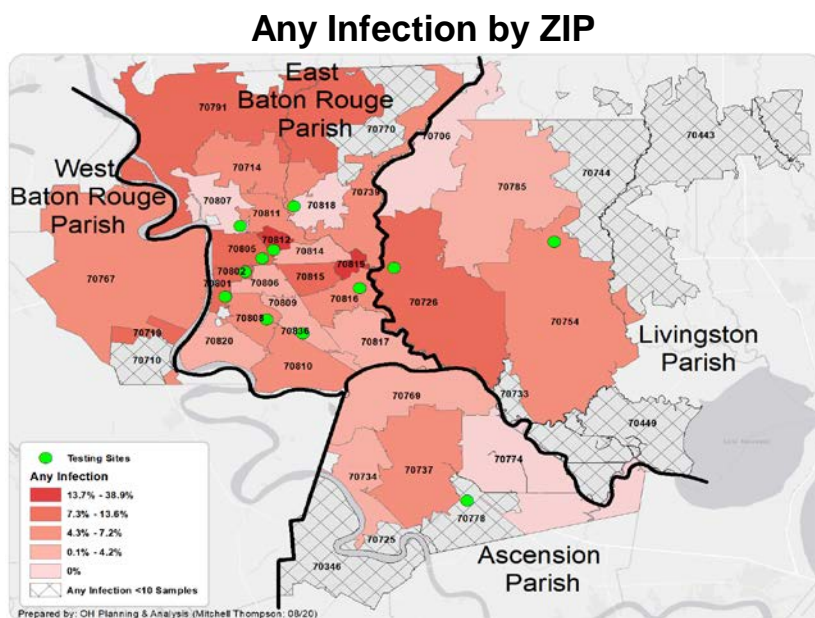 Any Infection by ZIP
East
Baton Rouge
Parish
West
Baton Rouge
Parish
Livingston
Parish
Ascension
Parish
70791
70770
70706
70443
70744
70714
70785
70739
70807
70818
70811
70812
70805
70814
70767
70802
70815
70815
70806
70801
70816
70726
70809
70754
70808
70836
70719
70820
70817
70710
70810
70733
70769
70449
70774
70734
70737
70778
70725
70346
Testing Sites
Any Infection
13.7% - 38.9%
7.3% - 13.6%
4.3% - 7.2%
0.1% - 4.2%
0%
Any Infection <10 Samples
Prepared by: OH Planning & Analysis (Mitchell Thompson: 08/20)